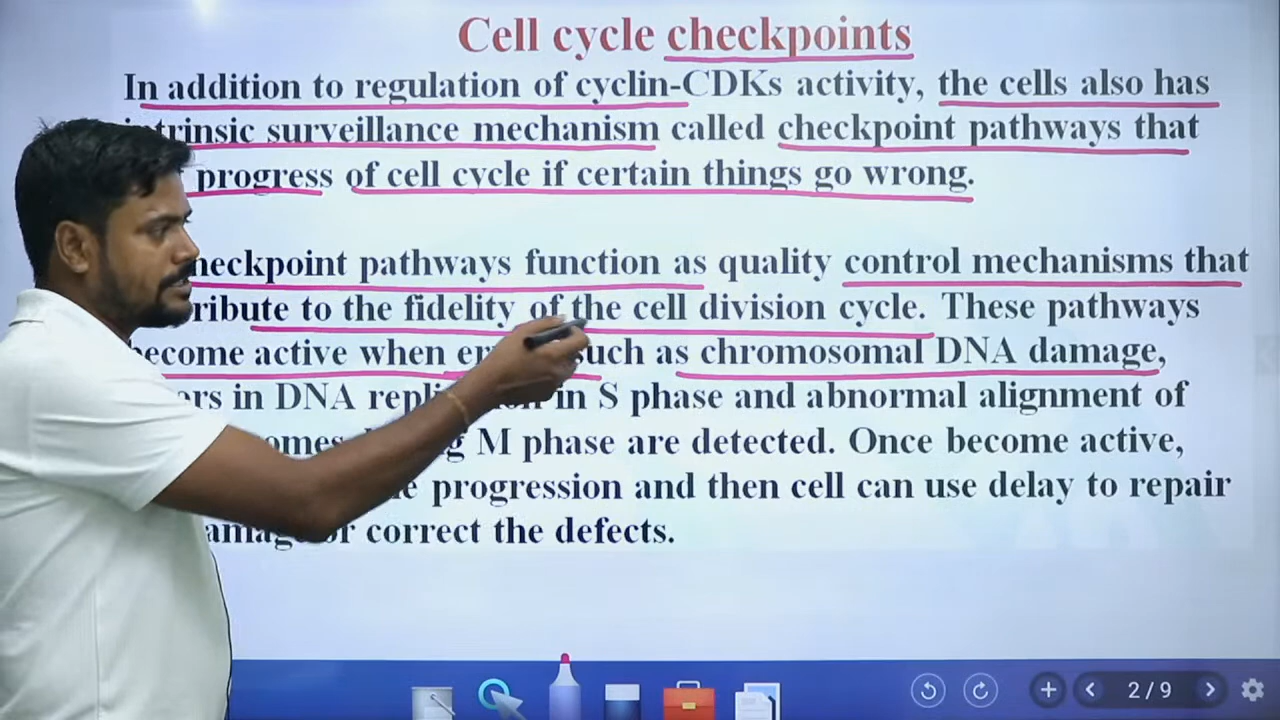 Cell cycle checkpoints
In addition to regulation of cyclin-CDKs activity, the cells also has
intrinsic surveillance mechanism called checkpoint pathways that
progress of cell cycle if certain things go wrong.
checkpoint pathways function as quality control mechanisms that
to the fidelity of the cell division cycle. These pathways
become active when such as chromosomal DNA damage,
in DNA in S phase and abnormal alignment of
M phase are detected. Once become active,
progression and then cell can use delay to repair
or correct the defects.
2/9